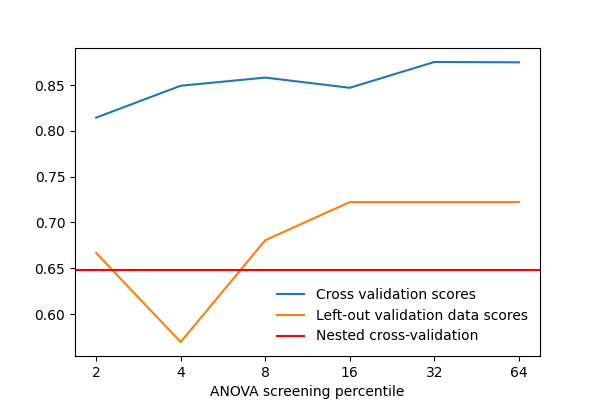 0.85
0.80
0.75
0.70
0.65
0.60
Cross validation scores
Left-out validation data scores
Nested cross-validation
2 4 8 16 32 64
ANOVA screening percentile